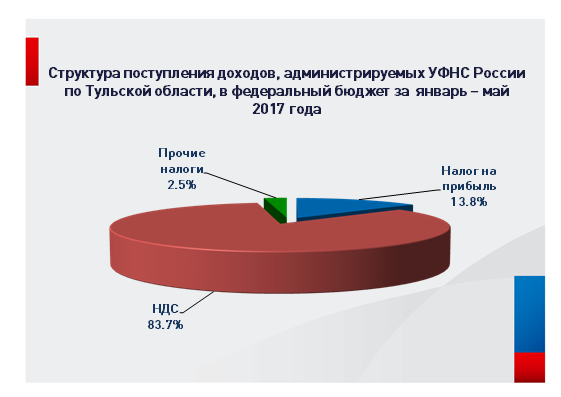 Структура поступления доходов, администрируемых УФНС России
по Тульской области, в федеральный бюджет за январь – май
2017 года
Прочие
налоги
2.5%
Налог на
прибыль
13.8%
НДС
83.7%